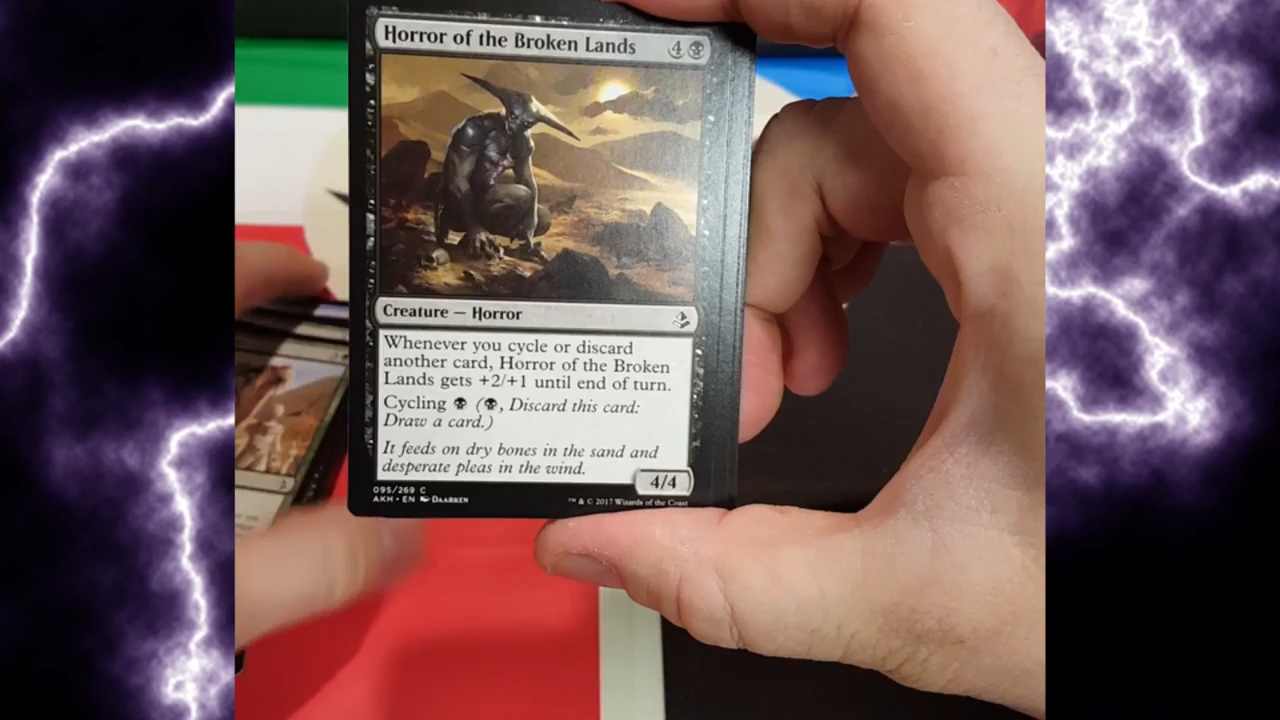 Horror of the Broken Lands 4
Creature — Horror
Whenever you cycle or discard
another card, Horror of the Broken
Lands gets +2/+1 until end of turn.
Cycling ( , Discard this card:
Draw a card.)
It feeds on dry bones in the sand and
desperate pleas in the wind.
4/4
095/269 C
AKH • EN Daarken
™ & © 2017 Wizards of the Coast